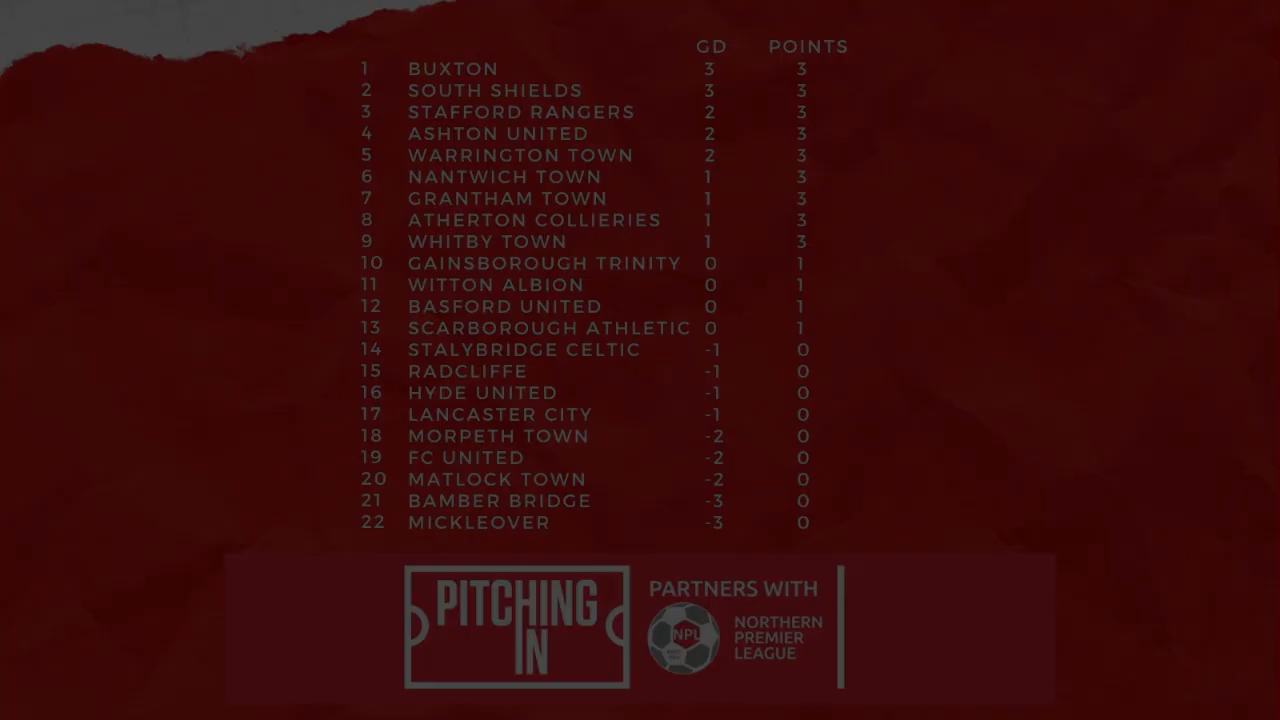 GD POINTS
1 BUXTON 3 3
2 SOUTH SHIELDS 3 3
3 STAFFORD RANGERS 2 3
4 ASHTON UNITED 2 3
5 WARRINGTON TOWN 2 3
6 NANTWICH TOWN 1 3
7 GRANTHAM TOWN 1 3
8 ATHERTON COLLIERIES 1 3
9 WHITBY TOWN 1 3
10 GAINSBOROUGH TRINITY 0 1
11 WITTON ALBION 0 1
12 BASFORD UNITED 0 1
13 SCARBOROUGH ATHLETIC 0 1
14 STALYBRIDGE CELTIC -1 0
15 RADCLIFFE -1 0
16 HYDE UNITED -1 0
17 LANCASTER CITY -1 0
18 MORPETH TOWN -2 0
19 FC UNITED -2 0
20 MATLOCK TOWN -2 0
21 BAMBER BRIDGE -3 0
22 MICKLEOVER -3 0
PITCHING
IN
PARTNERS WITH
NPL
NORTHERN
PREMIER
LEAGUE